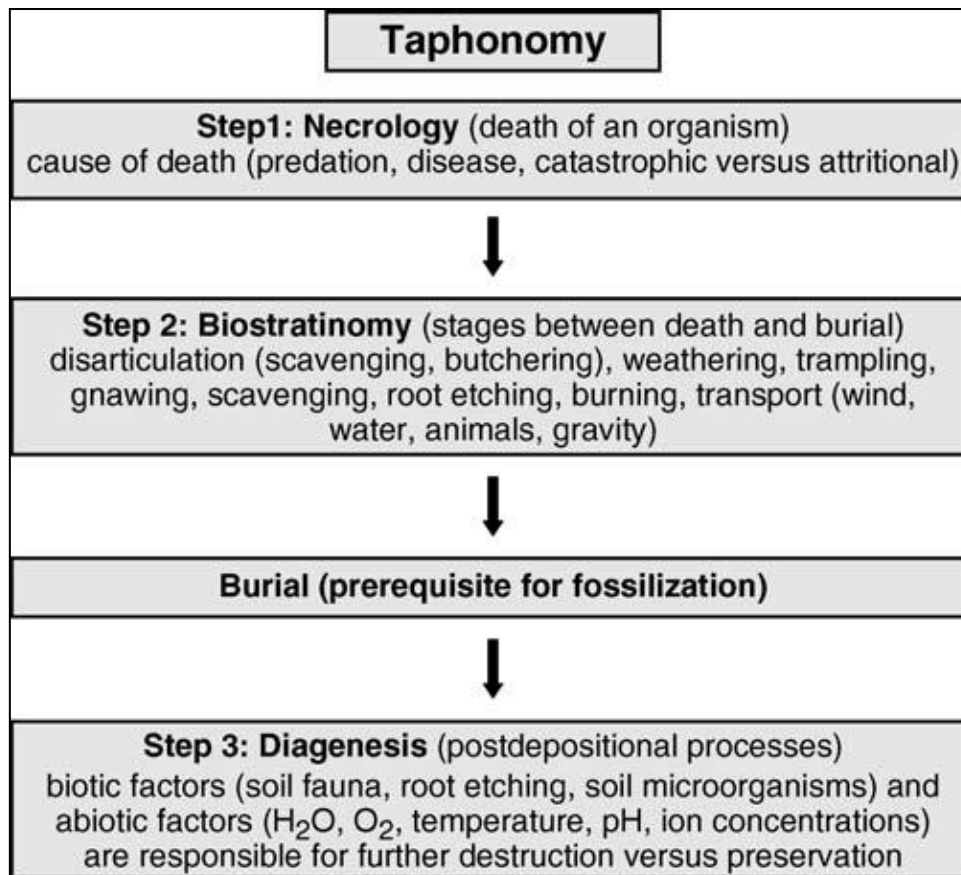 Taphonomy
Step1: Necrology (death of an organism)
cause of death (predation, disease, catastrophic versus attritional)
Step 2: Biostratinomy (stages between death and burial)
disarticulation (scavenging, butchering), weathering, trampling,
gnawing, scavenging, root etching, burning, transport (wind,
water, animals, gravity)
Burial (prerequisite for fossilization)
Step 3: Diagenesis (postdepositional processes)
biotic factors (soil fauna, root etching, soil microorganisms) and
abiotic factors (H₂O, O₂, temperature, pH, ion concentrations)
are responsible for further destruction versus preservation